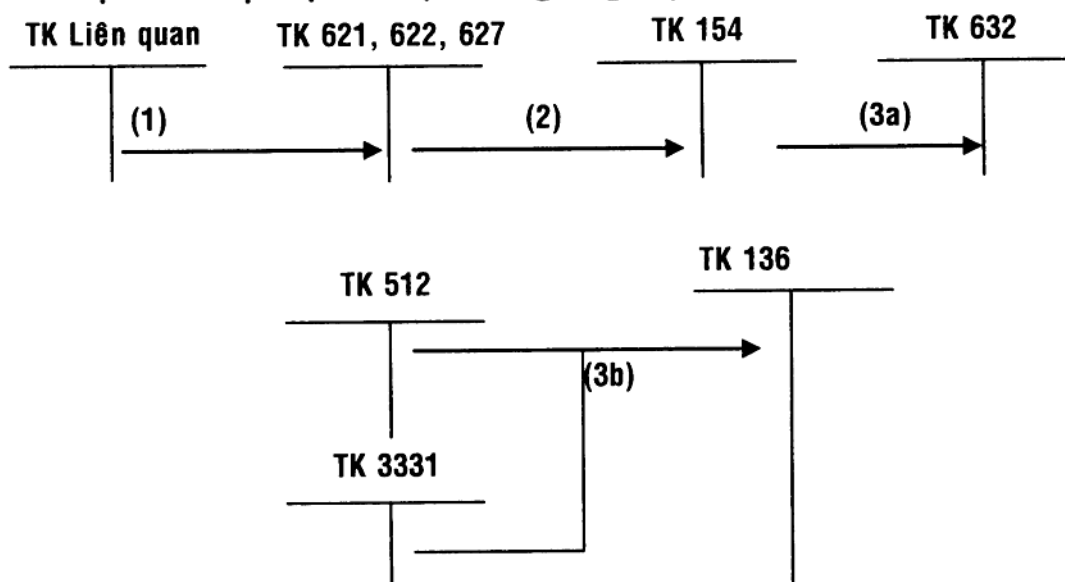 TK Liên quan TK 621, 622, 627 TK 154 TK 632
(1) (2) (3a)
TK 136
TK 512
(3b)
TK 3331